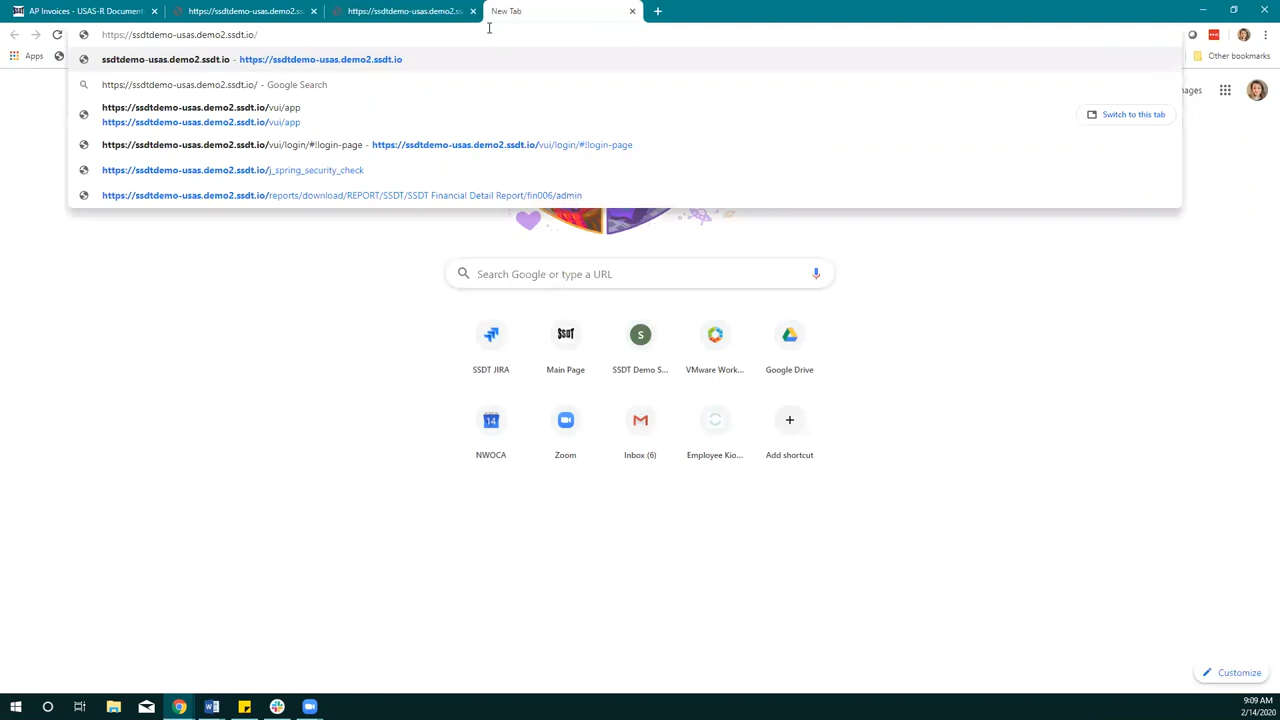 AP Invoices - USAS-R Document
https://ssdtdemo-usas.demo2.ss
https://ssdtdemo-usas.demo2.ss
New Tab
https://ssdtdemo-usas.demo2.ssdt.io/
Apps
Other bookmarks
ssdtdemo-usas.demo2.ssdt.io - https://ssdtdemo-usas.demo2.ssdt.io
https://ssdtdemo-usas.demo2.ssdt.io/ - Google Search
https://ssdtdemo-usas.demo2.ssdt.io/vui/app
https://ssdtdemo-usas.demo2.ssdt.io/vui/app
Switch to this tab
https://ssdtdemo-usas.demo2.ssdt.io/vui/login/#!login-page - https://ssdtdemo-usas.demo2.ssdt.io/vui/login/#!login-page
https://ssdtdemo-usas.demo2.ssdt.io/j_spring_security_check
https://ssdtdemo-usas.demo2.ssdt.io/reports/download/REPORT/SSDT/SSDT Financial Detail Report/fin006/admin
ages
Search Google or type a URL
$SDT
S
SSDT JIRA
Main Page
SSDT Demo S...
VMware Work...
Google Drive
14
NWOCA
Zoom
Inbox (6)
Employee Kio...
Add shortcut
Customize
9:09 AM
2/14/2020